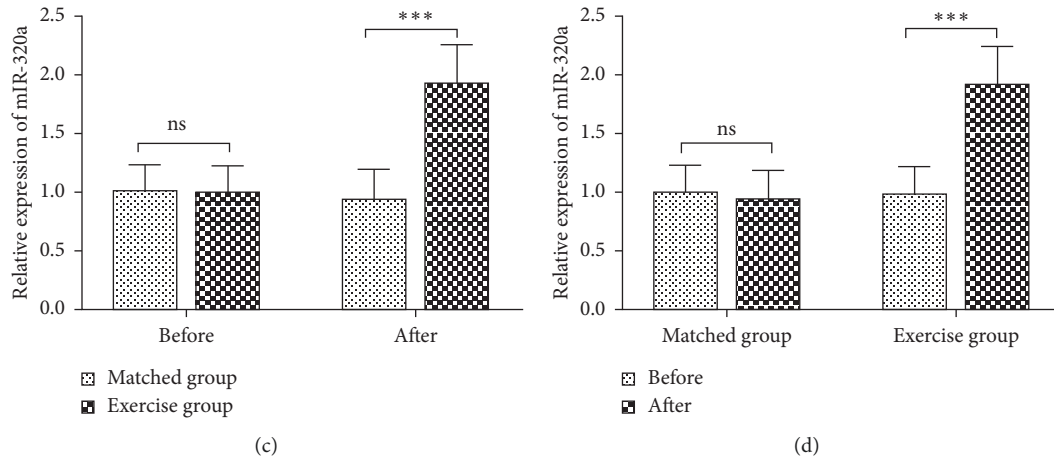 Relative expression of mIR-320a
2.5
2.0
1.5
1.0
0.5
0.0
ns
***
Before
After
Matched group
Exercise group
(c)
Relative expression of mIR-320a
2.5
2.0
1.5
1.0
0.5
0.0
ns
***
Matched group
Exercise group
Before
After
(d)